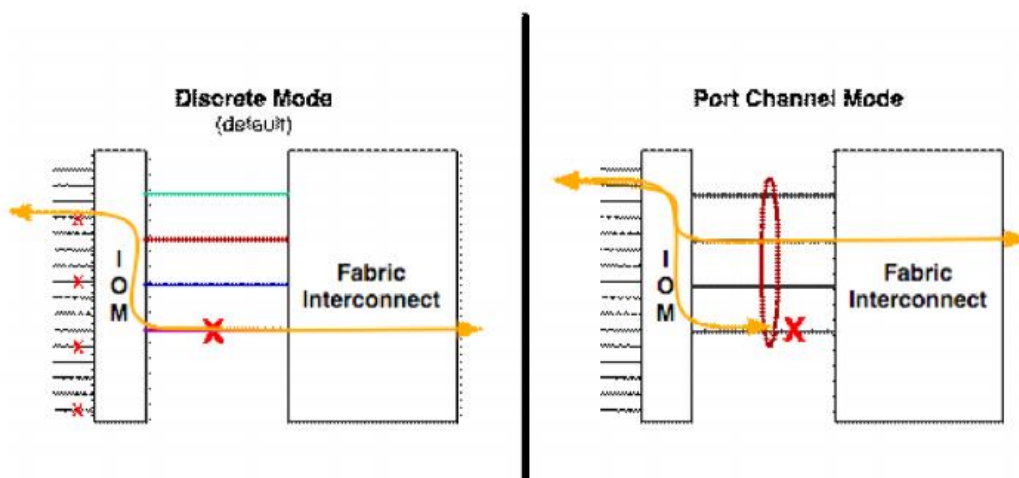 Discrete Mode
(default)
I
O
M
Fabric
Interconnect
Port Channel Mode
I
O
M
Fabric
Interconnect